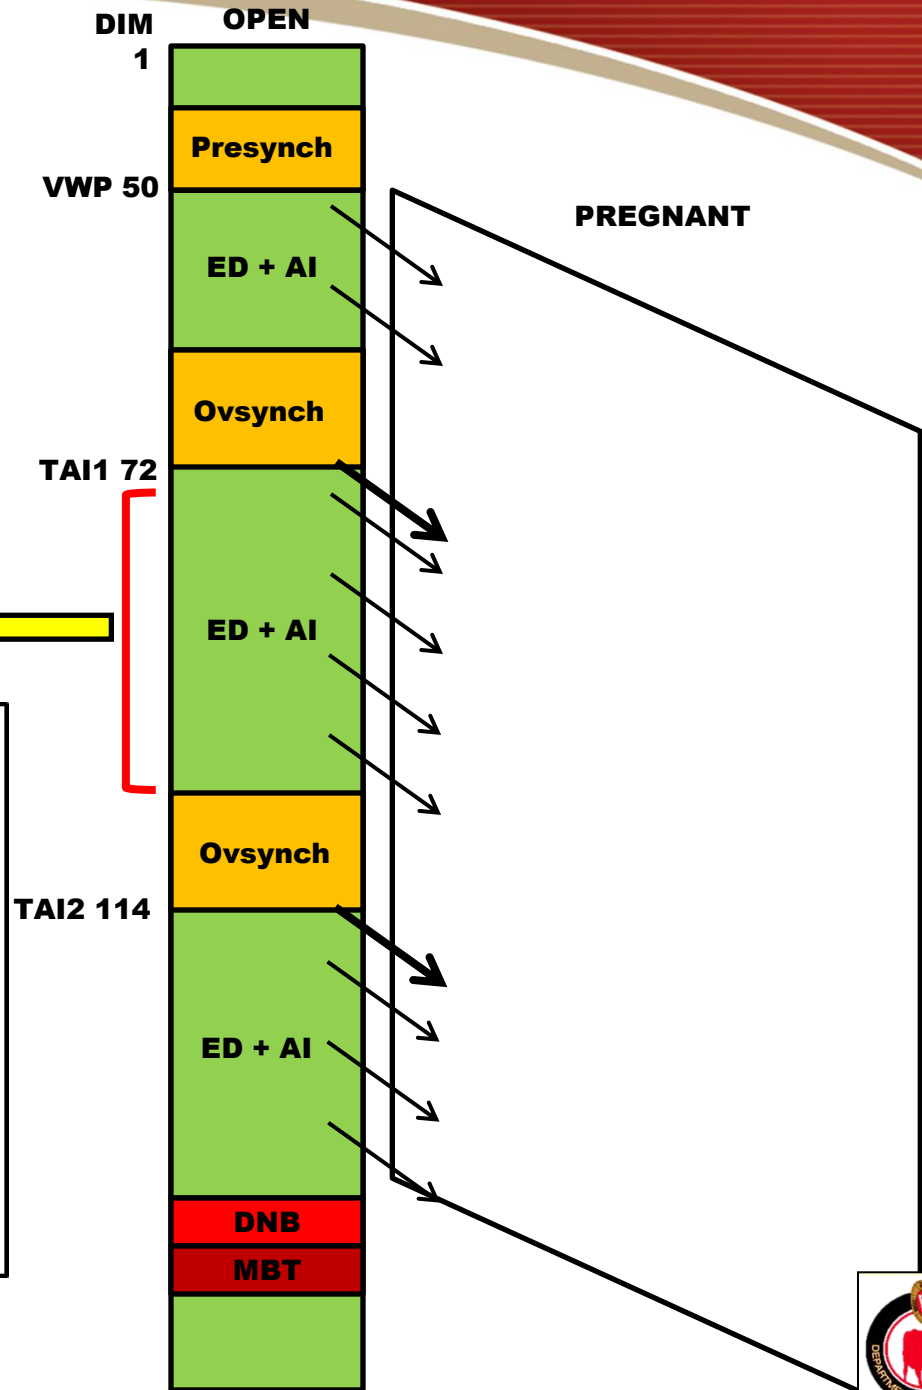 DIM
OPEN
1
Presynch
VWP 50
PREGNANT
ED + AI
Ovsynch
TAI1 72
ED + AI
Ovsynch
TAI2 114
ED + AI
DNB
MBT